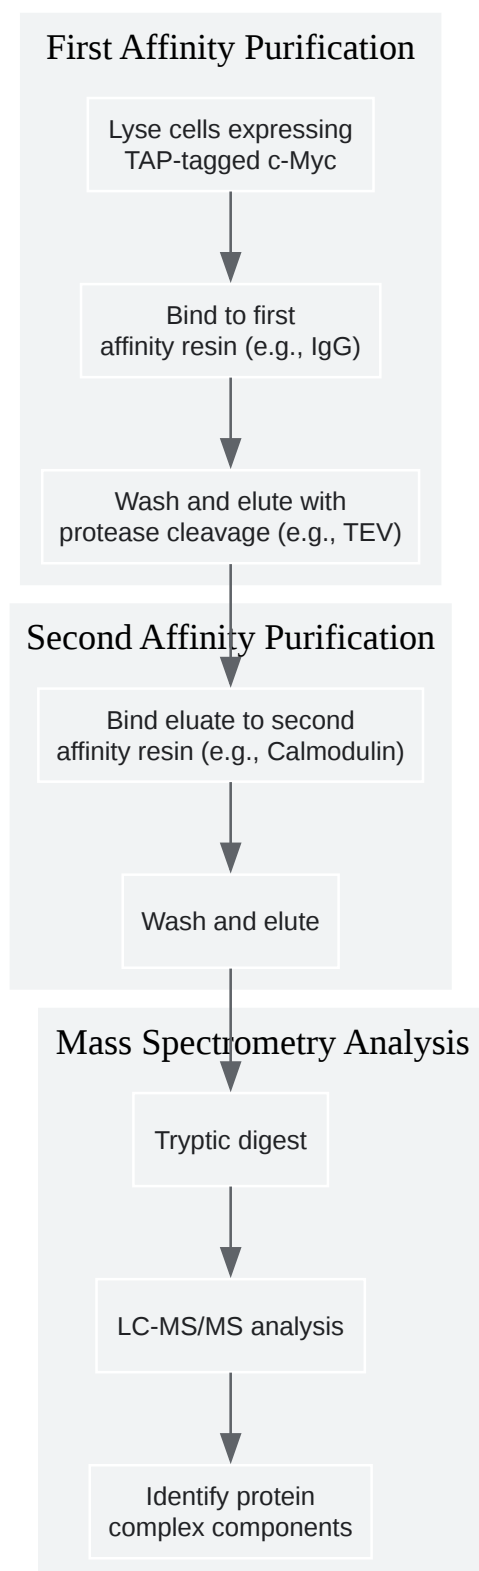 First Affinity Purification
Lyse cells expressing
TAP-tagged c-Myc
Bind to first
affinity resin (e.g., IgG)
Wash and elute with
protease cleavage (e.g., TEV)
Second Affinity Purification
Bind eluate to second
affinity resin (e.g., Calmodulin)
Wash and elute
Mass Spectrometry Analysis
Tryptic digest
LC-MS/MS analysis
Identify protein
complex components